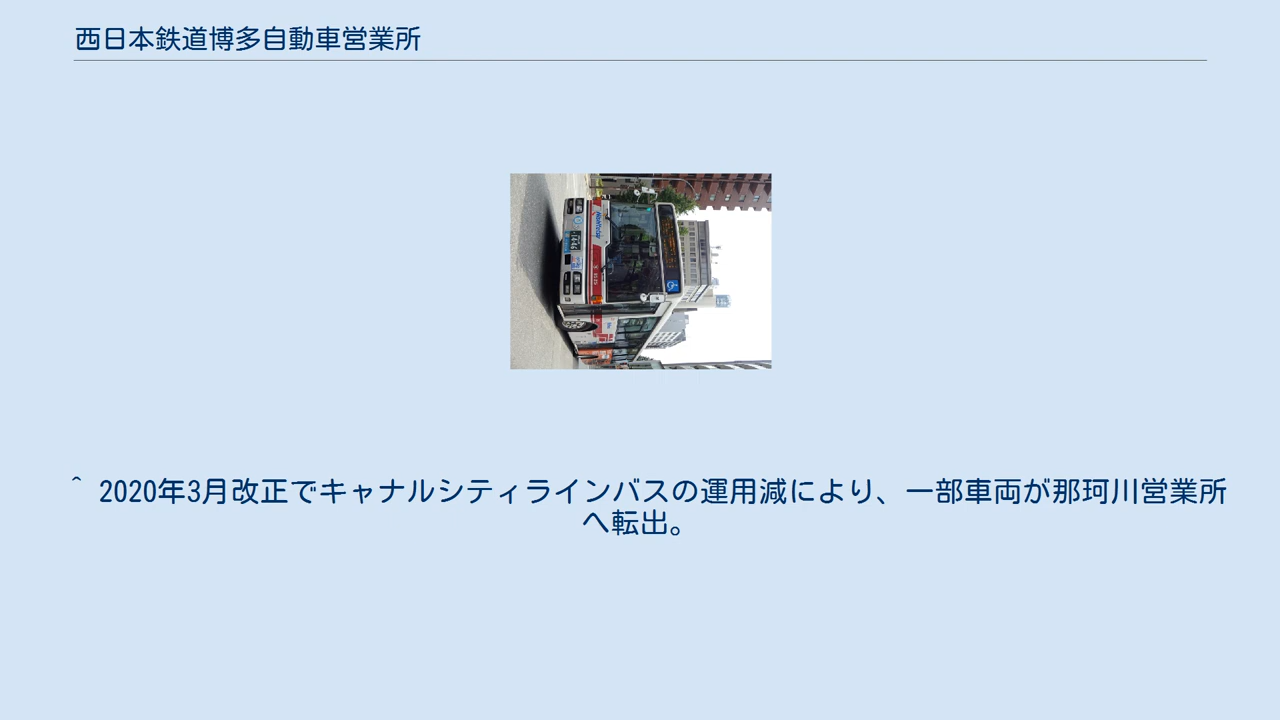 西日本鉄道博多自動車営業所
^ 2020年3月改正でキャナルシティラインバスの運用減により、一部車両が那珂川営業所
へ転出。